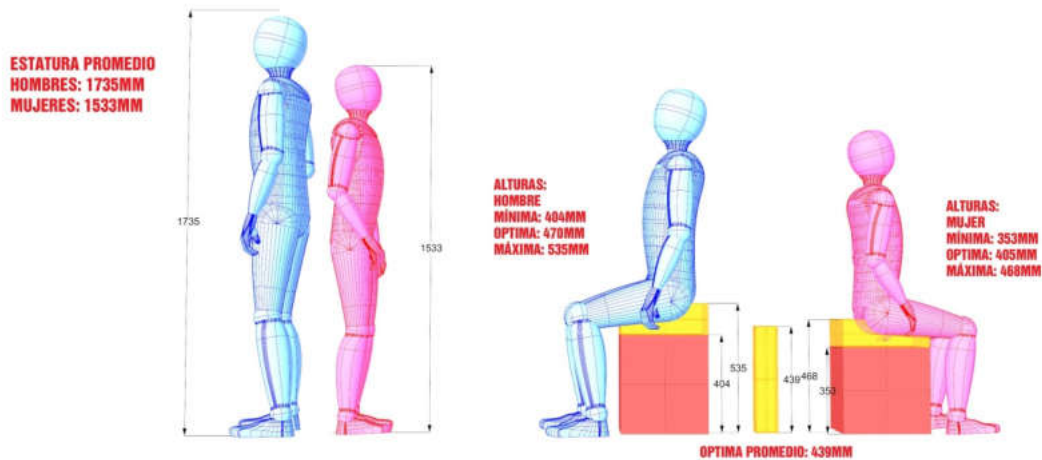 ESTATURA PROMEDIO
HOMBRES: 1735MM
MUJERES: 1533MM
1735
1533
ALTURAS:
HOMBRE
MÍNIMA: 404MM
OPTIMA: 470MM
MÁXIMA: 535MM
ALTURAS:
MUJER
MÍNIMA: 353MM
OPTIMA: 405MM
MÁXIMA: 468MM
404
535
439
468
353
OPTIMA PROMEDIO: 439MM